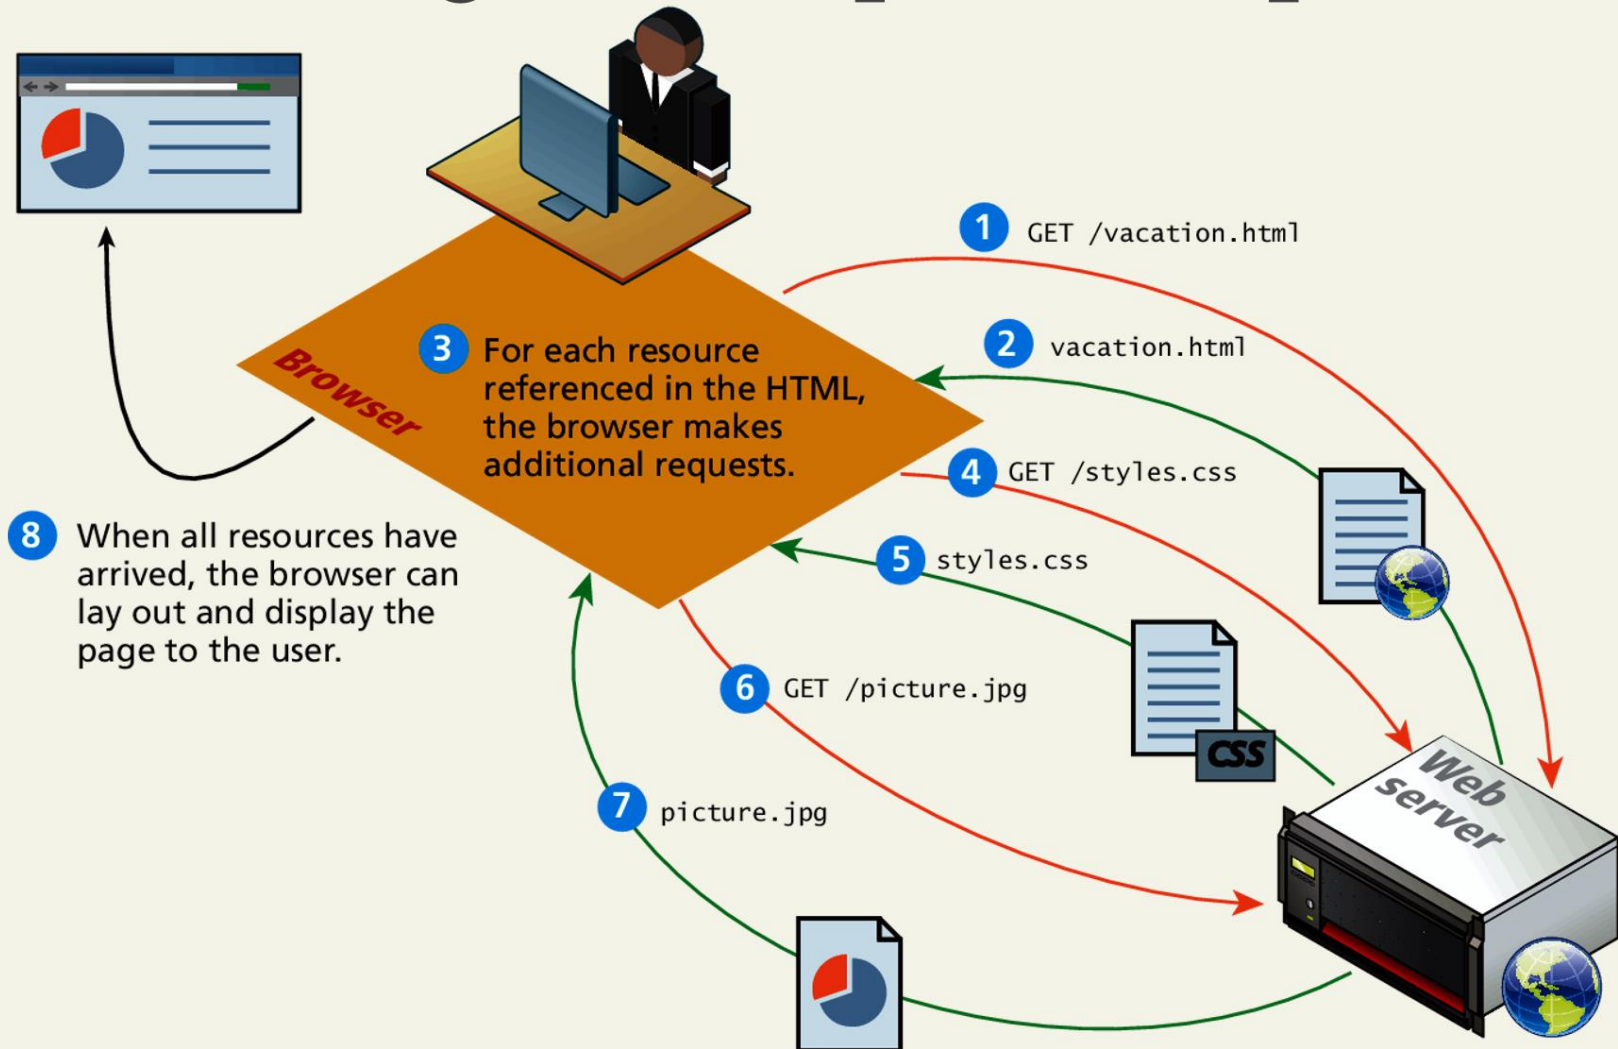 1 GET /vacation.html
2 vacation.html
3 For each resource
referenced in the HTML,
the browser makes
additional requests.
Browser
4 GET /styles.css
5 styles.css
6 GET /picture.jpg
7 picture.jpg
8 When all resources have
arrived, the browser can
lay out and display the
page to the user.
CSS
Web
server